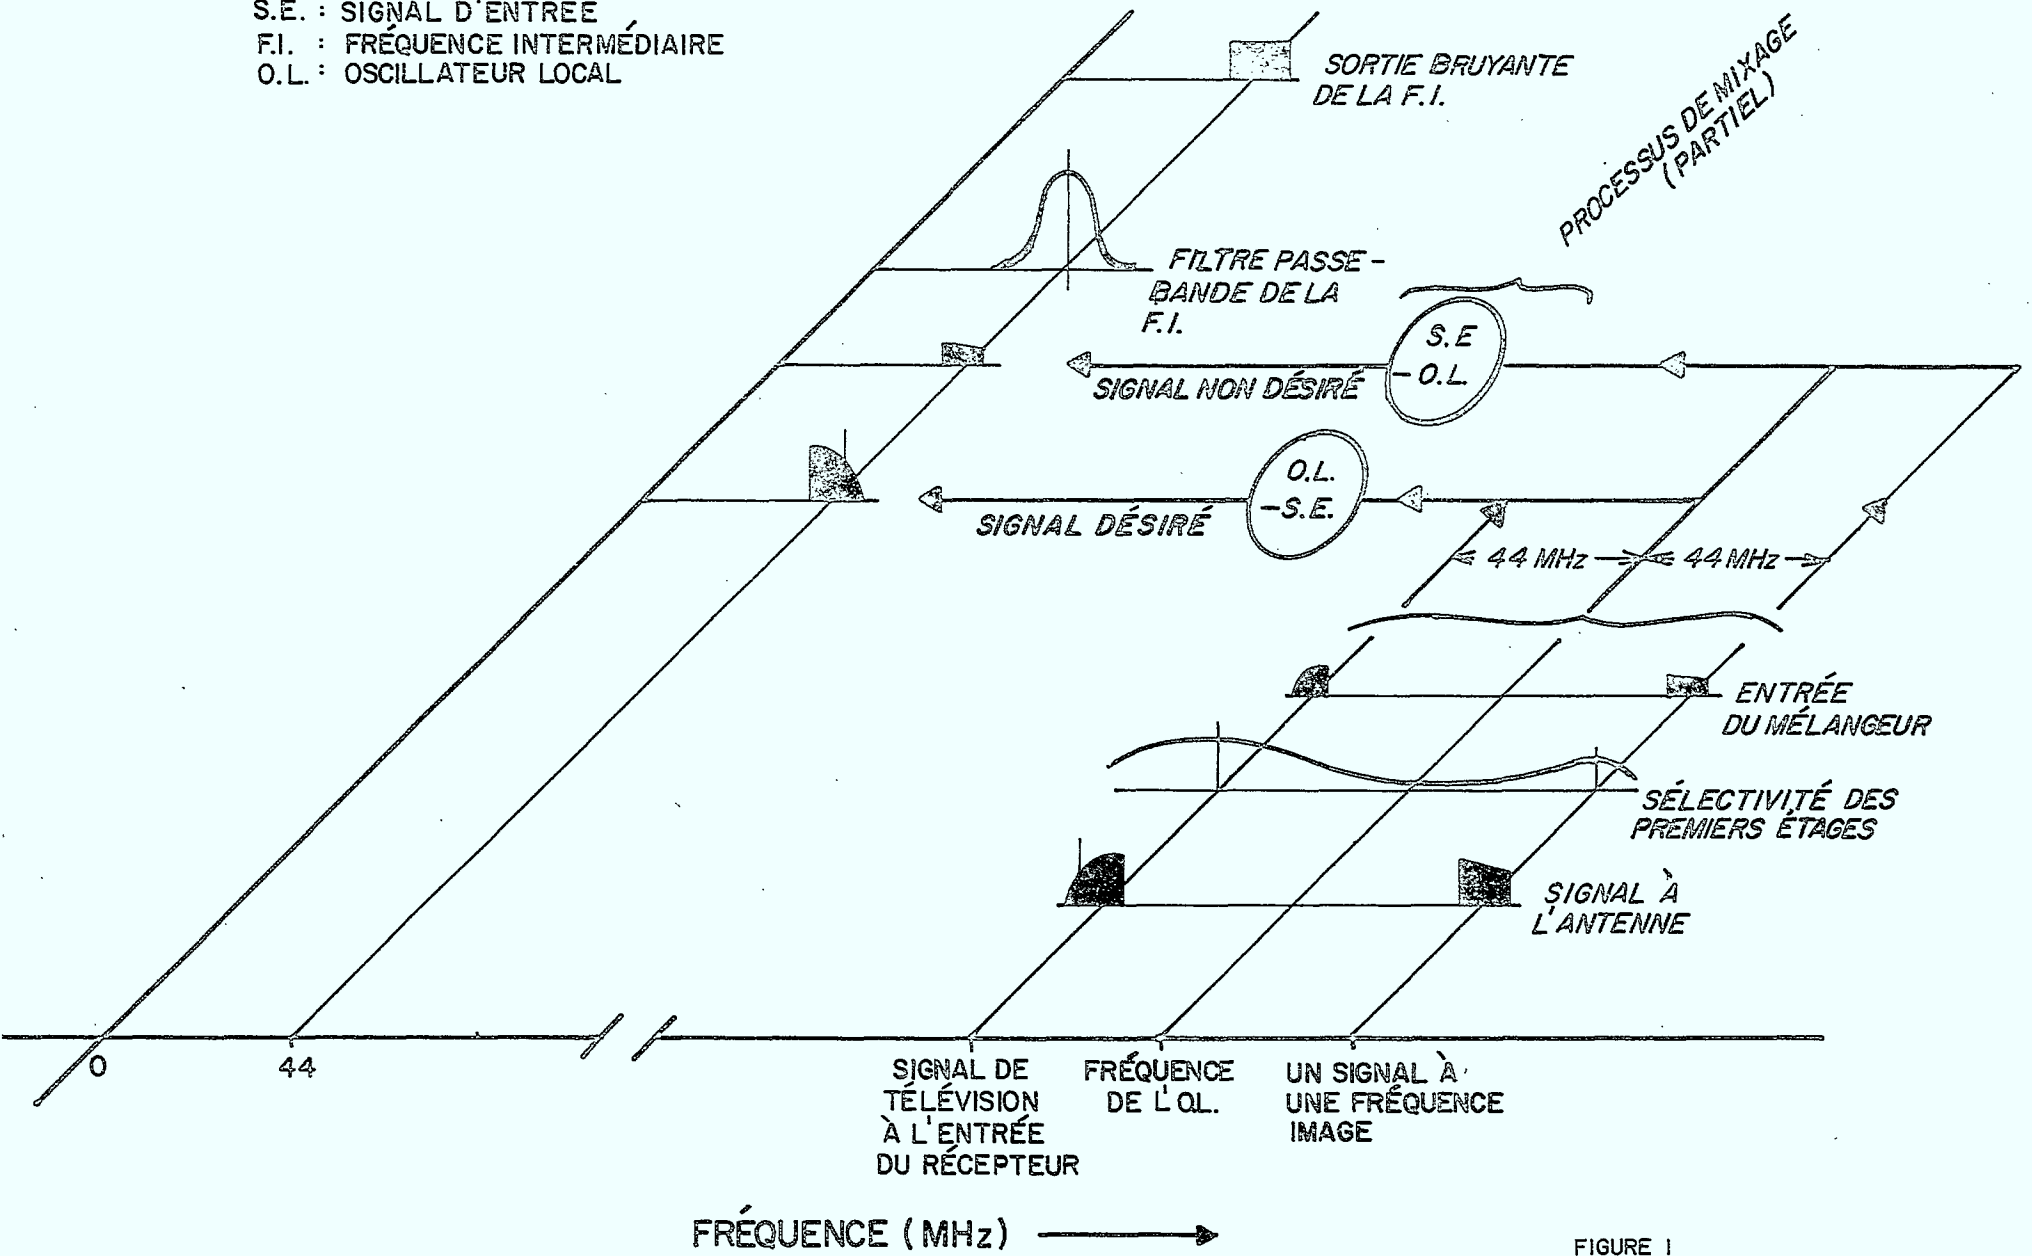 S.E. : SIGNAL D'ENTRÉE
F.I. : FRÉQUENCE INTERMÉDIAIRE
O.L. : OSCILLATEUR LOCAL
SORTIE BRUYANTE
DE LA F.I.
PROCESSUS DE MIXAGE
(PARTIEL)
FILTRE PASSE-
BANDE DE LA
F.I.
S.E
-O.L.
SIGNAL NON DÉSIRÉ
O.L.
-S.E.
SIGNAL DÉSIRÉ
44 MHz
44 MHz
ENTRÉE
DU MÉLANGEUR
SÉLECTIVITÉ DES
PREMIERS ÉTAGES
SIGNAL À
L'ANTENNE
0
44
SIGNAL DE
TÉLÉVISION
À L'ENTRÉE
DU RÉCEPTEUR
FRÉQUENCE
DE L'OL.
UN SIGNAL À
UNE FRÉQUENCE
IMAGE
FRÉQUENCE (MHz)
FIGURE 1